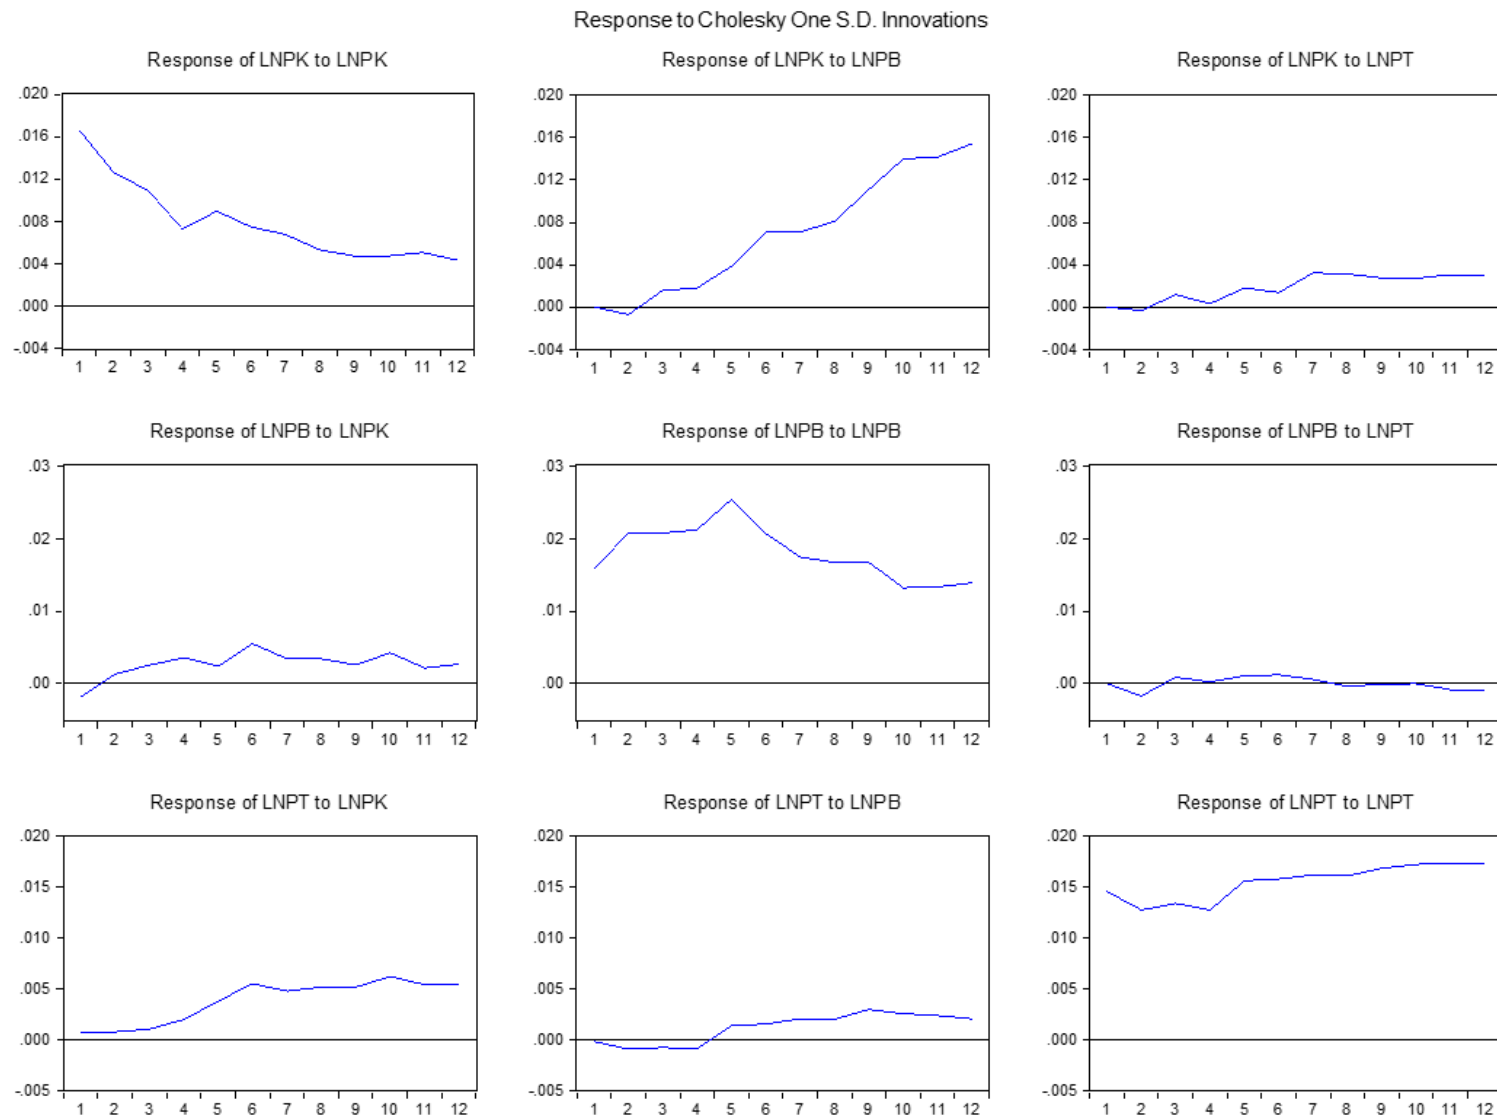 Response to Cholesky One S.D. Innovations
Response of LNPK to LNPK
.020
.016
.012
.008
.004
.000
-.004
1 2 3 4 5 6 7 8 9 10 11 12
Response of LNPK to LNPB
.020
.016
.012
.008
.004
.000
-.004
1 2 3 4 5 6 7 8 9 10 11 12
Response of LNPK to LNPT
.020
.016
.012
.008
.004
.000
-.004
1 2 3 4 5 6 7 8 9 10 11 12
Response of LNPB to LNPK
.03
.02
.01
.00
1 2 3 4 5 6 7 8 9 10 11 12
Response of LNPB to LNPB
.03
.02
.01
.00
1 2 3 4 5 6 7 8 9 10 11 12
Response of LNPB to LNPT
.03
.02
.01
.00
1 2 3 4 5 6 7 8 9 10 11 12
Response of LNPT to LNPK
.020
.015
.010
.005
.000
-.005
1 2 3 4 5 6 7 8 9 10 11 12
Response of LNPT to LNPB
.020
.015
.010
.005
.000
-.005
1 2 3 4 5 6 7 8 9 10 11 12
Response of LNPT to LNPT
.020
.015
.010
.005
.000
-.005
1 2 3 4 5 6 7 8 9 10 11 12